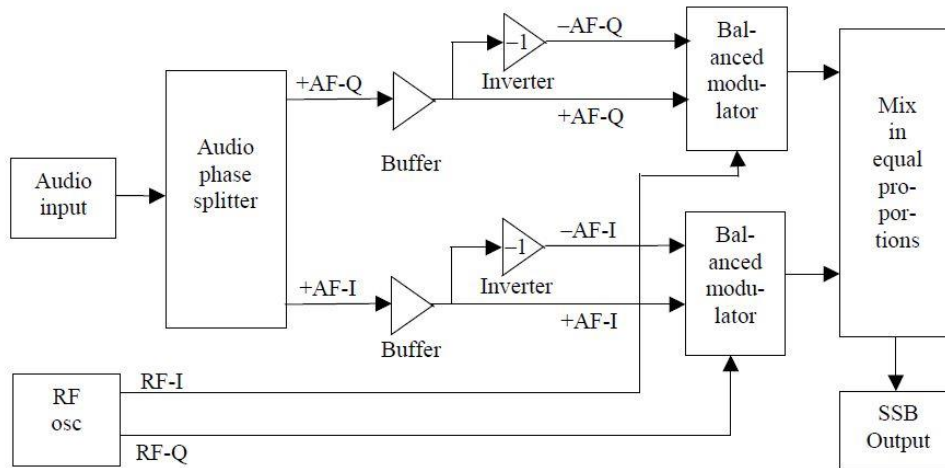 –AF-Q
–1
Inverter
+AF-Q
+AF-Q
Buffer
Bal-
anced
modu-
lator
Audio
input
Audio
phase
splitter
–AF-I
–1
Inverter
+AF-I
+AF-I
Buffer
Bal-
anced
modu-
lator
Mix
in
equal
pro-
por-
tions
RF
osc
RF-I
RF-Q
SSB
Output